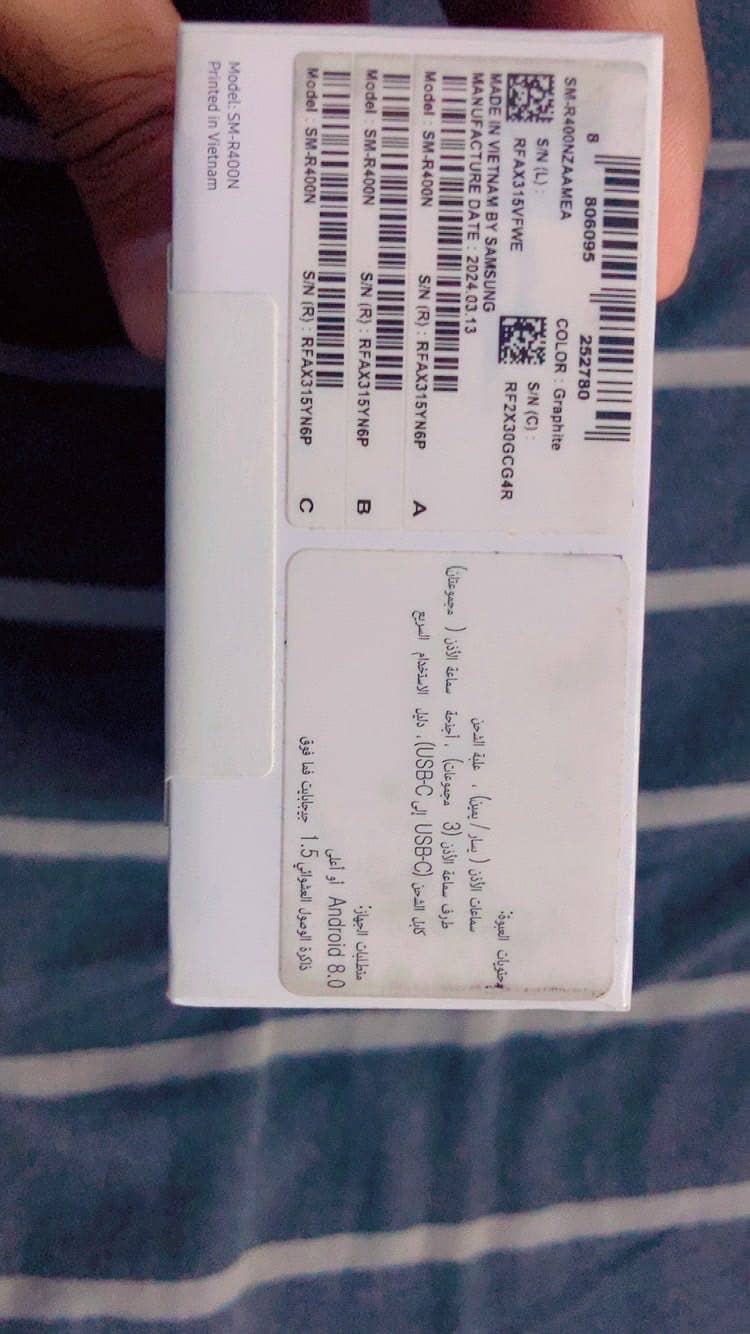 8 806095 252780
SM-R400NZAAMEA COLOR : Graphite
S/N (L) : S/N (C) :
RFAX315VFWE RF2X30GCG4R
MADE IN VIETNAM BY SAMSUNG
MANUFACTURE DATE : 2024.03.13
Model : SM-R400N S/N (R) : RFAX315YN6P A
Model : SM-R400N S/N (R) : RFAX315YN6P B
Model : SM-R400N S/N (R) : RFAX315YN6P C
Model: SM-R400N
Printed in Vietnam
محتويات العبوة:
سماعات الأذن (يسار/يمين) ، علبة الشحن
طرف سماعة الأذن (3 مجموعات) ، أجنحة سماعة الأذن ( مجموعتان)
كابل الشحن (USB-C إلى USB-C)، دليل الاستخدام السريع
متطلبات الجهاز:
Android 8.0 أو أعلى
ذاكرة الوصول العشوائي 1.5 جيجابايت فما فوق